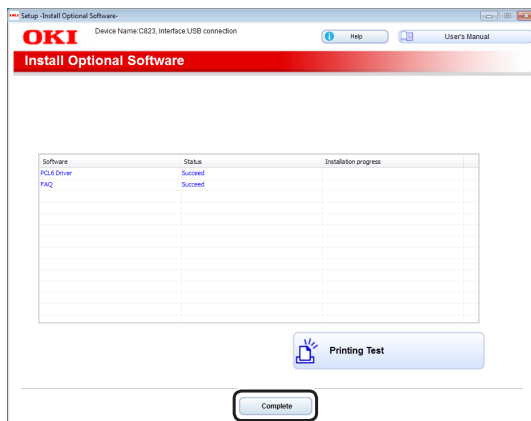 OKI Setup -Install Optional Software-
OKI
Device Name:C823, Interface:USB connection
Help
User's Manual
Install Optional Software
Software Status Installation progress
PCL6 Driver Succeed
FAQ Succeed
Printing Test
Complete